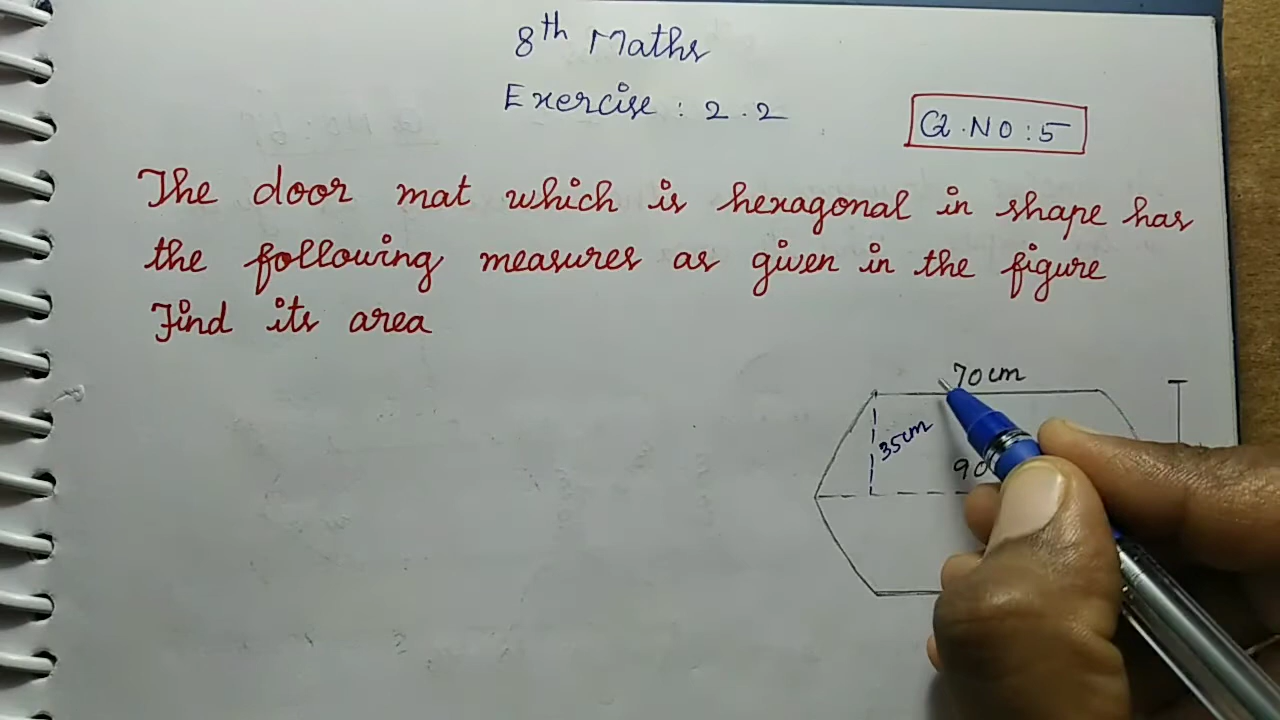 8th Maths
Exercise : 2.2
Q.NO:5
The door mat which is hexagonal in shape has
the following measures as given in the figure
Find its area
70cm
35cm
90